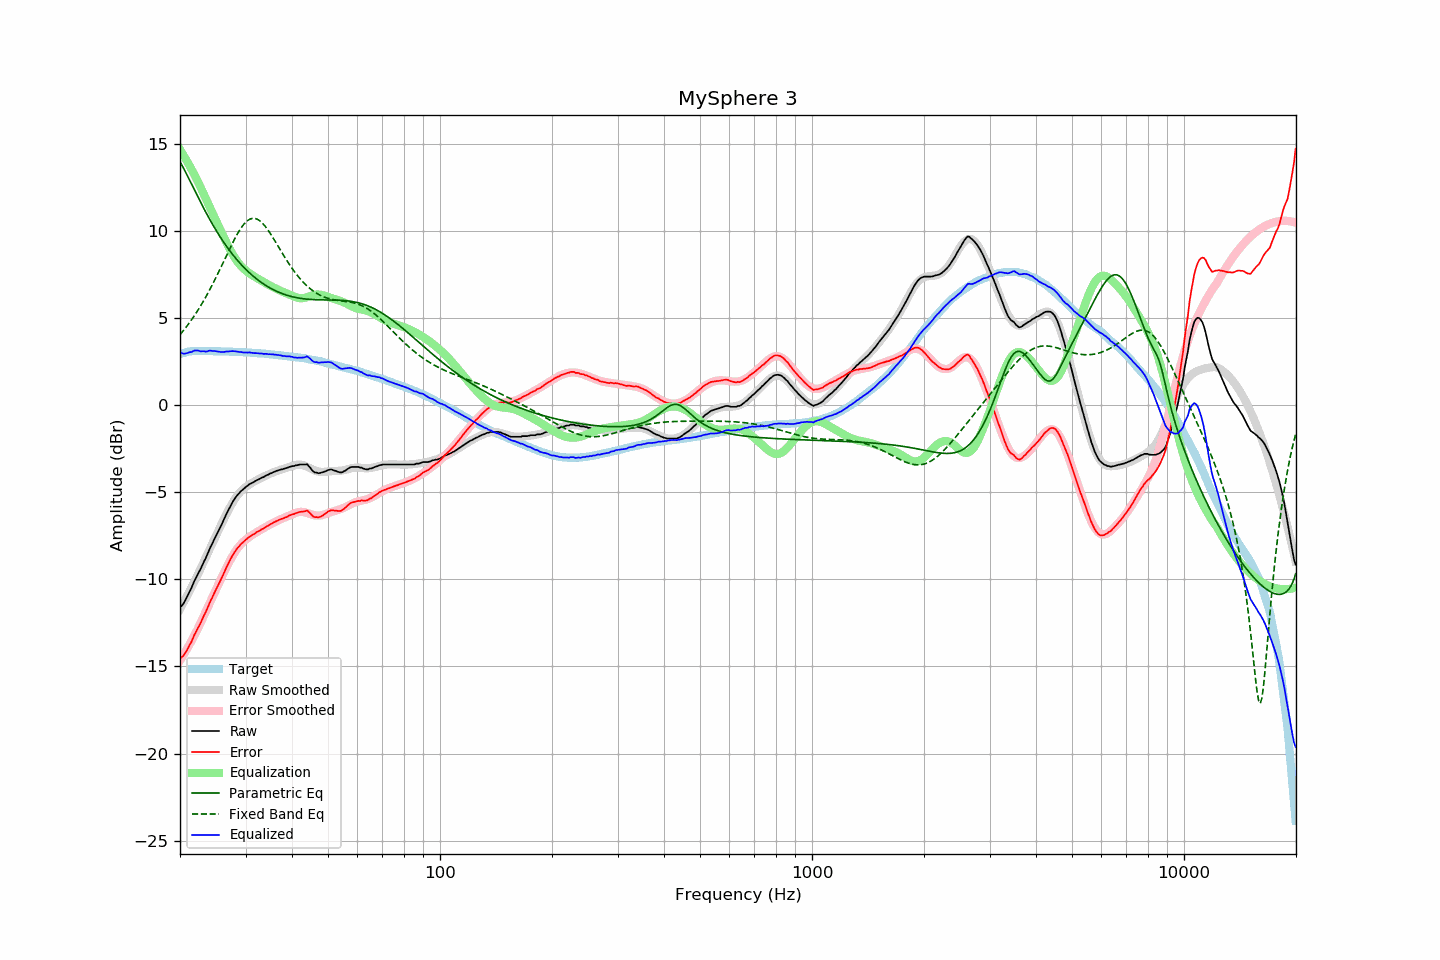 MySphere 3
15
10
5
0
−5
−10
−15
−20
−25
Amplitude (dBr)
Target
Raw Smoothed
Error Smoothed
Raw
Error
Equalization
Parametric Eq
Fixed Band Eq
Equalized
100
1000
10000
Frequency (Hz)